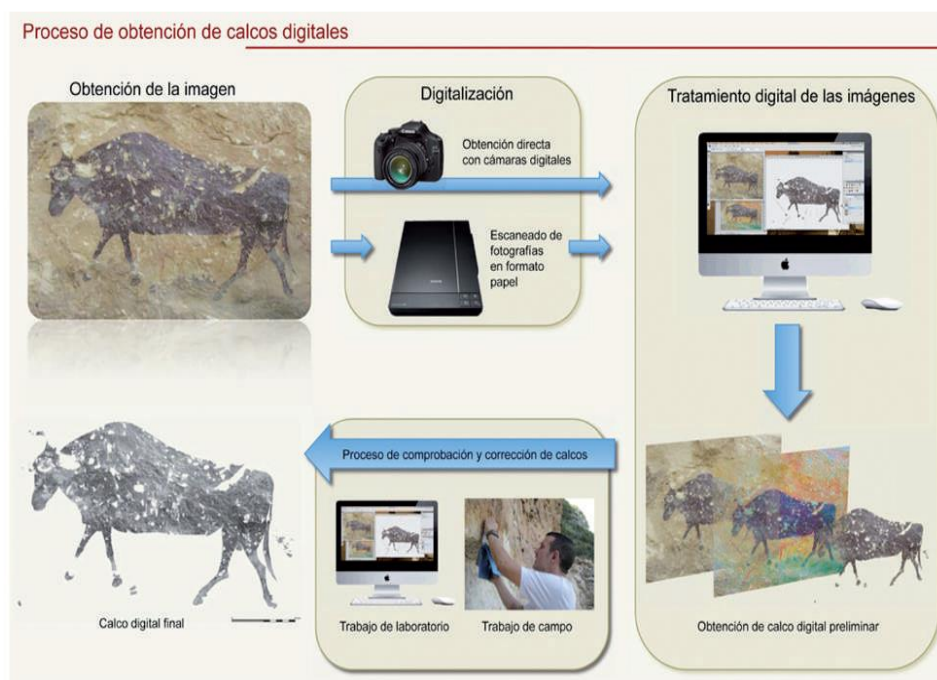 Proceso de obtención de calcos digitales
Obtención de la imagen
Digitalización
Obtención directa
con cámaras digitales
Escaneado de
fotografías
en formato
papel
Tratamiento digital de las imágenes
Obtención de calco digital preliminar
Proceso de comprobación y corrección de calcos
Trabajo de laboratorio
Trabajo de campo
Calco digital final